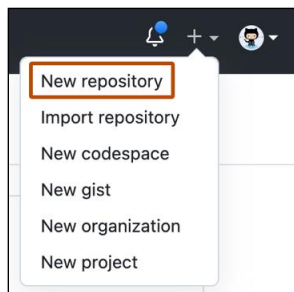 New repository
Import repository
New codespace
New gist
New organization
New project